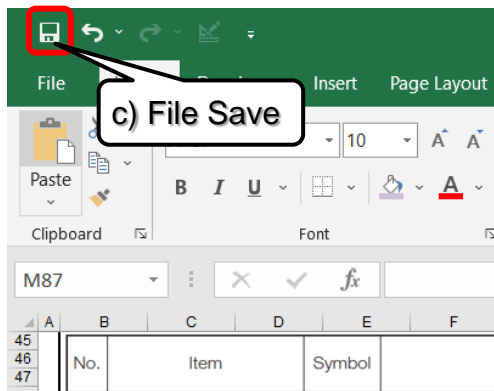 File Insert Page Layout
c) File Save
10 A A
Paste B I U A
Clipboard Font
M87 fx
A B C D E F
45
46 No. Item Symbol
47